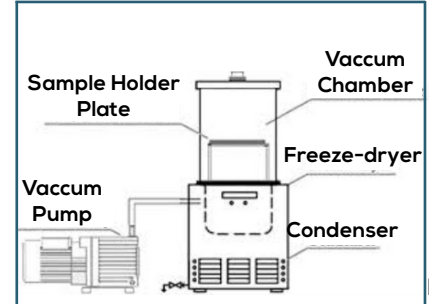 Vaccum
Chamber
Sample Holder
Plate
Freeze-dryer
Vaccum
Pump
Condenser